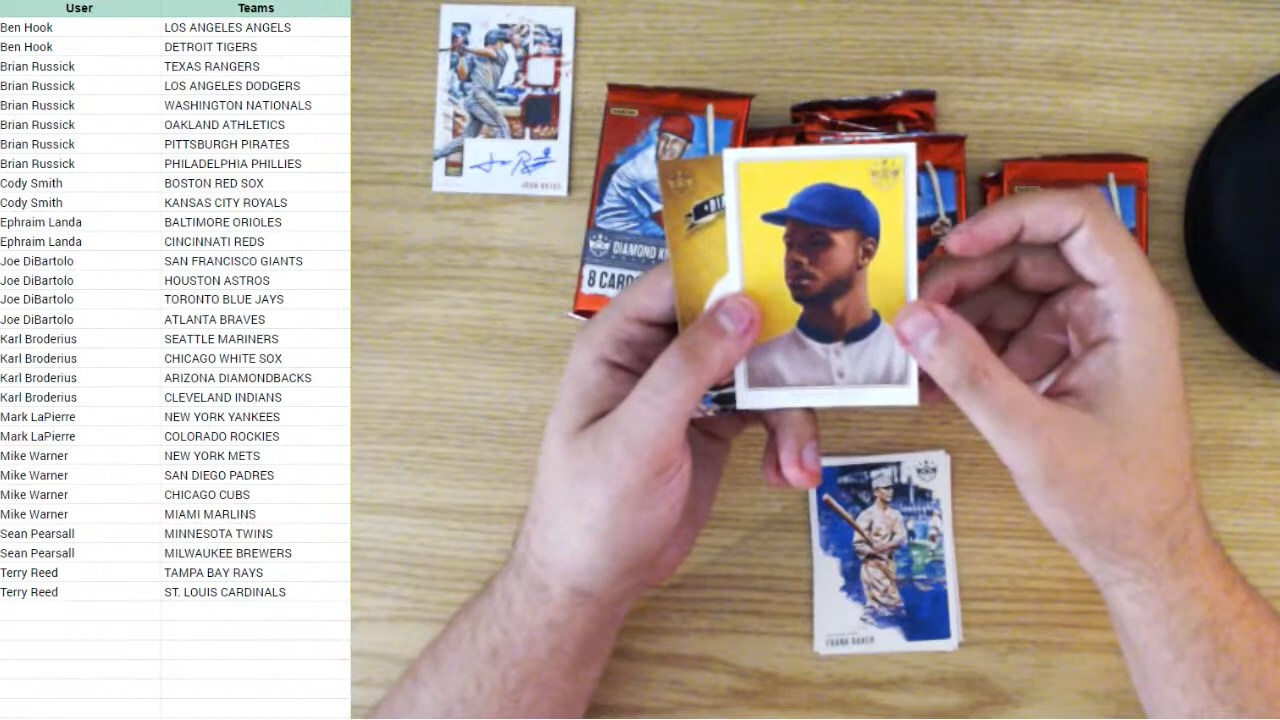 User Teams
Ben Hook LOS ANGELES ANGELS
Ben Hook DETROIT TIGERS
Brian Russick TEXAS RANGERS
Brian Russick LOS ANGELES DODGERS
Brian Russick WASHINGTON NATIONALS
Brian Russick OAKLAND ATHLETICS
Brian Russick PITTSBURGH PIRATES
Brian Russick PHILADELPHIA PHILLIES
Cody Smith BOSTON RED SOX
Cody Smith KANSAS CITY ROYALS
Ephraim Landa BALTIMORE ORIOLES
Ephraim Landa CINCINNATI REDS
Joe DiBartolo SAN FRANCISCO GIANTS
Joe DiBartolo HOUSTON ASTROS
Joe DiBartolo TORONTO BLUE JAYS
Joe DiBartolo ATLANTA BRAVES
Karl Broderius SEATTLE MARINERS
Karl Broderius CHICAGO WHITE SOX
Karl Broderius ARIZONA DIAMONDBACKS
Karl Broderius CLEVELAND INDIANS
Mark LaPierre NEW YORK YANKEES
Mark LaPierre COLORADO ROCKIES
Mike Warner NEW YORK METS
Mike Warner SAN DIEGO PADRES
Mike Warner CHICAGO CUBS
Mike Warner MIAMI MARLINS
Sean Pearsall MINNESOTA TWINS
Sean Pearsall MILWAUKEE BREWERS
Terry Reed TAMPA BAY RAYS
Terry Reed ST. LOUIS CARDINALS
DIAMOND
8
FRANK BAKER